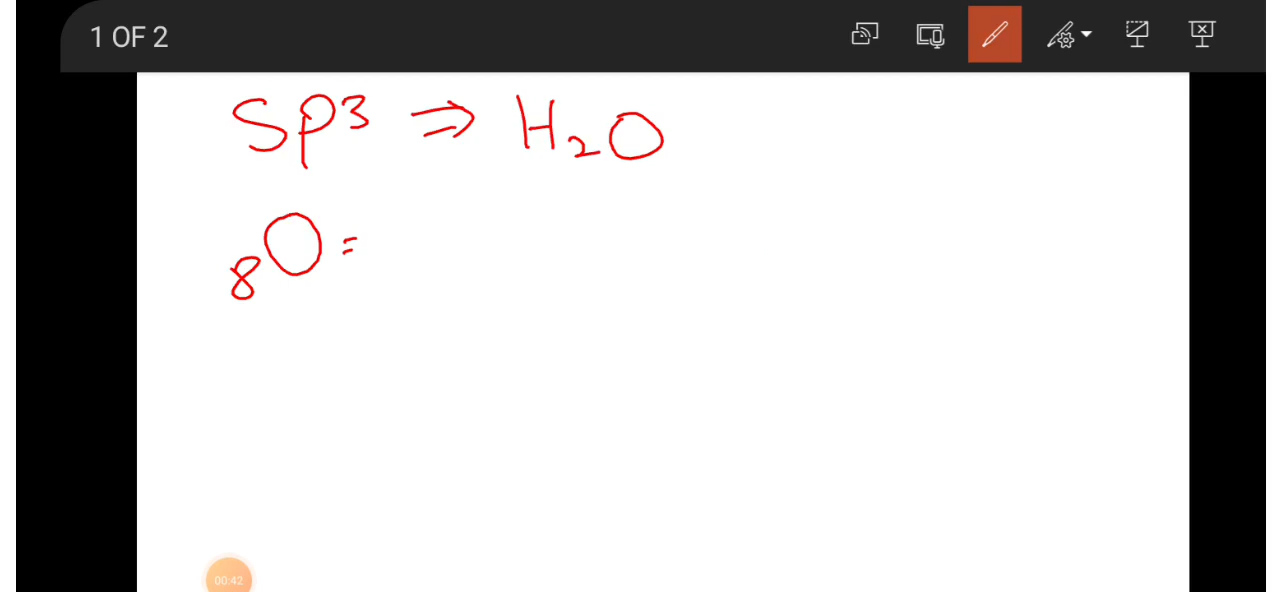 1 OF 2
SP³ ⇒ H₂O
₈O =
00:42